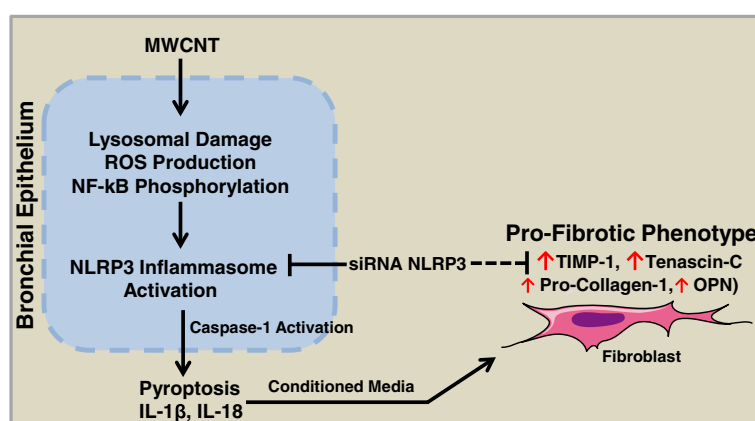 MWCNT
Bronchial Epithelium
Lysosomal Damage
ROS Production
NF-kB Phosphorylation
NLRP3 Inflammasome
Activation
siRNA NLRP3
Pro-Fibrotic Phenotype
↑TIMP-1, ↑Tenascin-C
↑ Pro-Collagen-1,↑ OPN)
Fibroblast
Caspase-1 Activation
Pyroptosis
IL-1β, IL-18
Conditioned Media